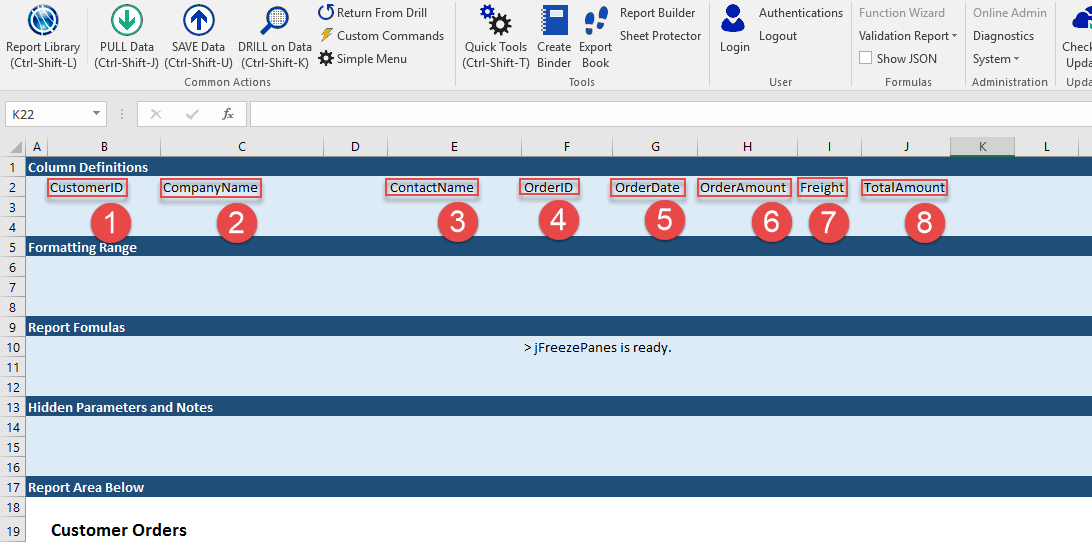 Report Library
(Ctrl-Shift-L)
PULL Data
(Ctrl-Shift-J)
SAVE Data
(Ctrl-Shift-U)
DRILL on Data
(Ctrl-Shift-K)
Return From Drill
Custom Commands
Simple Menu
Common Actions
Quick Tools
(Ctrl-Shift-T)
Create
Binder
Export
Book
Report Builder
Sheet Protector
Tools
Login
Authentications
Logout
User
Function Wizard
Validation Report
Show JSON
Formulas
Online Admin
Diagnostics
System
Administration
Check
Upda
Upda
K22
fx
A B C D E F G H I J K L
1 Column Definitions
2 CustomerID CompanyName ContactName OrderID OrderDate OrderAmount Freight TotalAmount
3 1 2 3 4 5 6 7 8
4
5 Formatting Range
6
7
8
9 Report Fomulas
10 > jFreezePanes is ready.
11
12
13 Hidden Parameters and Notes
14
15
16
17 Report Area Below
18
19 Customer Orders